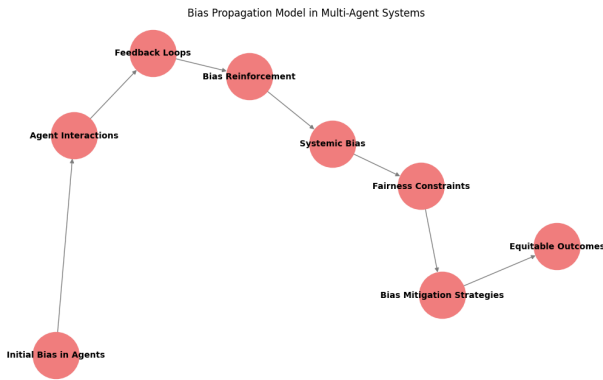 Bias Propagation Model in Multi-Agent Systems
Feedback Loops
Bias Reinforcement
Agent Interactions
Systemic Bias
Fairness Constraints
Equitable Outcomes
Bias Mitigation Strategies
Initial Bias in Agents